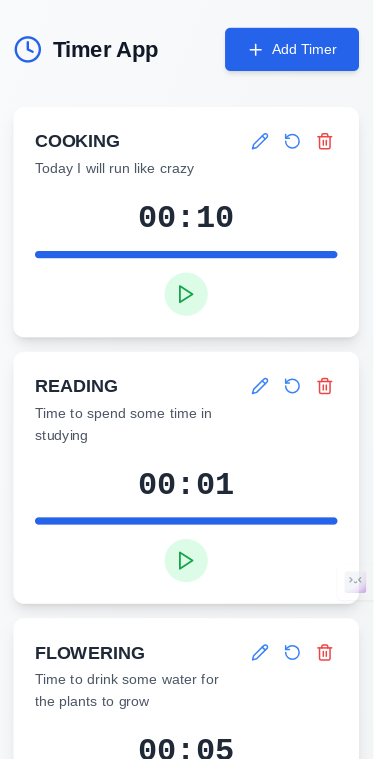 Timer App
Add Timer
COOKING
Today I will run like crazy
00:10
READING
Time to spend some time in
studying
00:01
FLOWERING
Time to drink some water for
the plants to grow
00:05